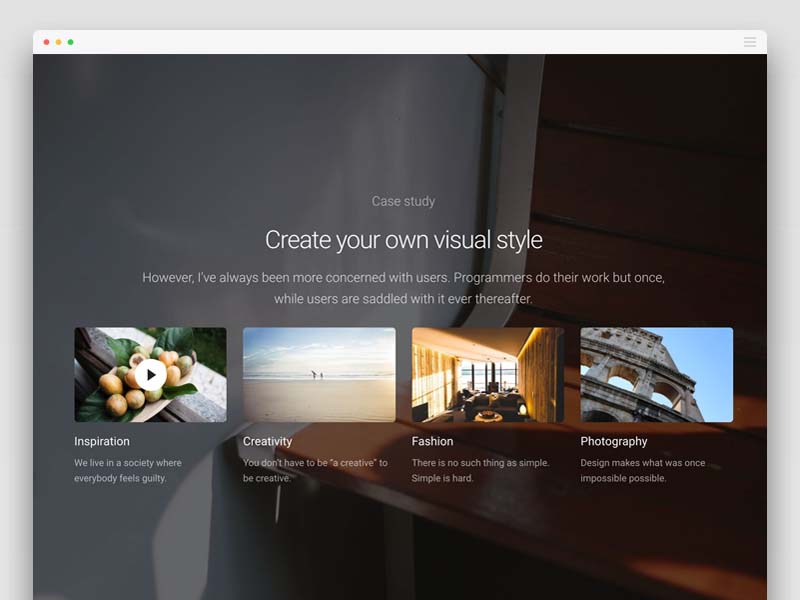 Case study
Create your own visual style
However, I've always been more concerned with users. Programmers do their work but once,
while users are saddled with it ever thereafter.
Inspiration
We live in a society where
everybody feels guilty.
Creativity
You don't have to be "a creative" to
be creative.
Fashion
There is no such thing as simple.
Simple is hard.
Photography
Design makes what was once
impossible possible.